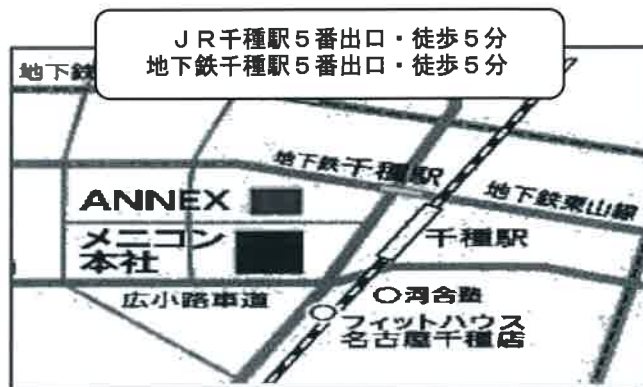 JR千種駅5番出口・徒歩5分
地下鉄千種駅5番出口・徒歩5分
地下鉄
地下鉄千種駅
地下鉄東山線
ANNEX
メニコン
本社
千種駅
広小路車道
河合塾
フィットハウス
名古屋千種店